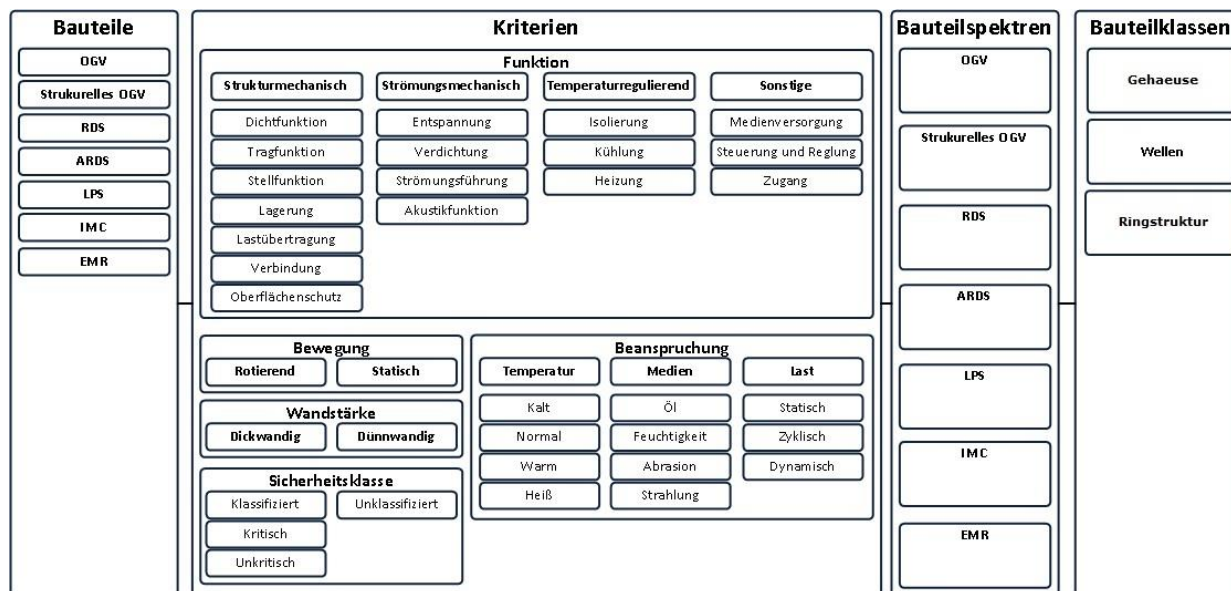 Bauteile
OGV
Strukurelles OGV
RDS
ARDS
LPS
IMC
EMR
Kriterien
Funktion
Strukturmechanisch
Dichtfunktion
Tragfunktion
Stellfunktion
Lagerung
Lastübertragung
Verbindung
Oberflächenschutz
Strömungsmechanisch
Entspannung
Verdichtung
Strömungsführung
Akustikfunktion
Temperaturregulierend
Isolierung
Kühlung
Heizung
Sonstige
Medienversorgung
Steuerung und Reglung
Zugang
Bewegung
Rotierend
Statisch
Wandstärke
Dickwandig
Dünnwandig
Sicherheitsklasse
Klassifiziert
Kritisch
Unkritisch
Unklassifiziert
Beanspruchung
Temperatur
Kalt
Normal
Warm
Heiß
Medien
Öl
Feuchtigkeit
Abrasion
Strahlung
Last
Statisch
Zyklisch
Dynamisch
Bauteilspektren
OGV
Strukurelles OGV
RDS
ARDS
LPS
IMC
EMR
Bauteilklassen
Gehaeuse
Wellen
Ringstruktur